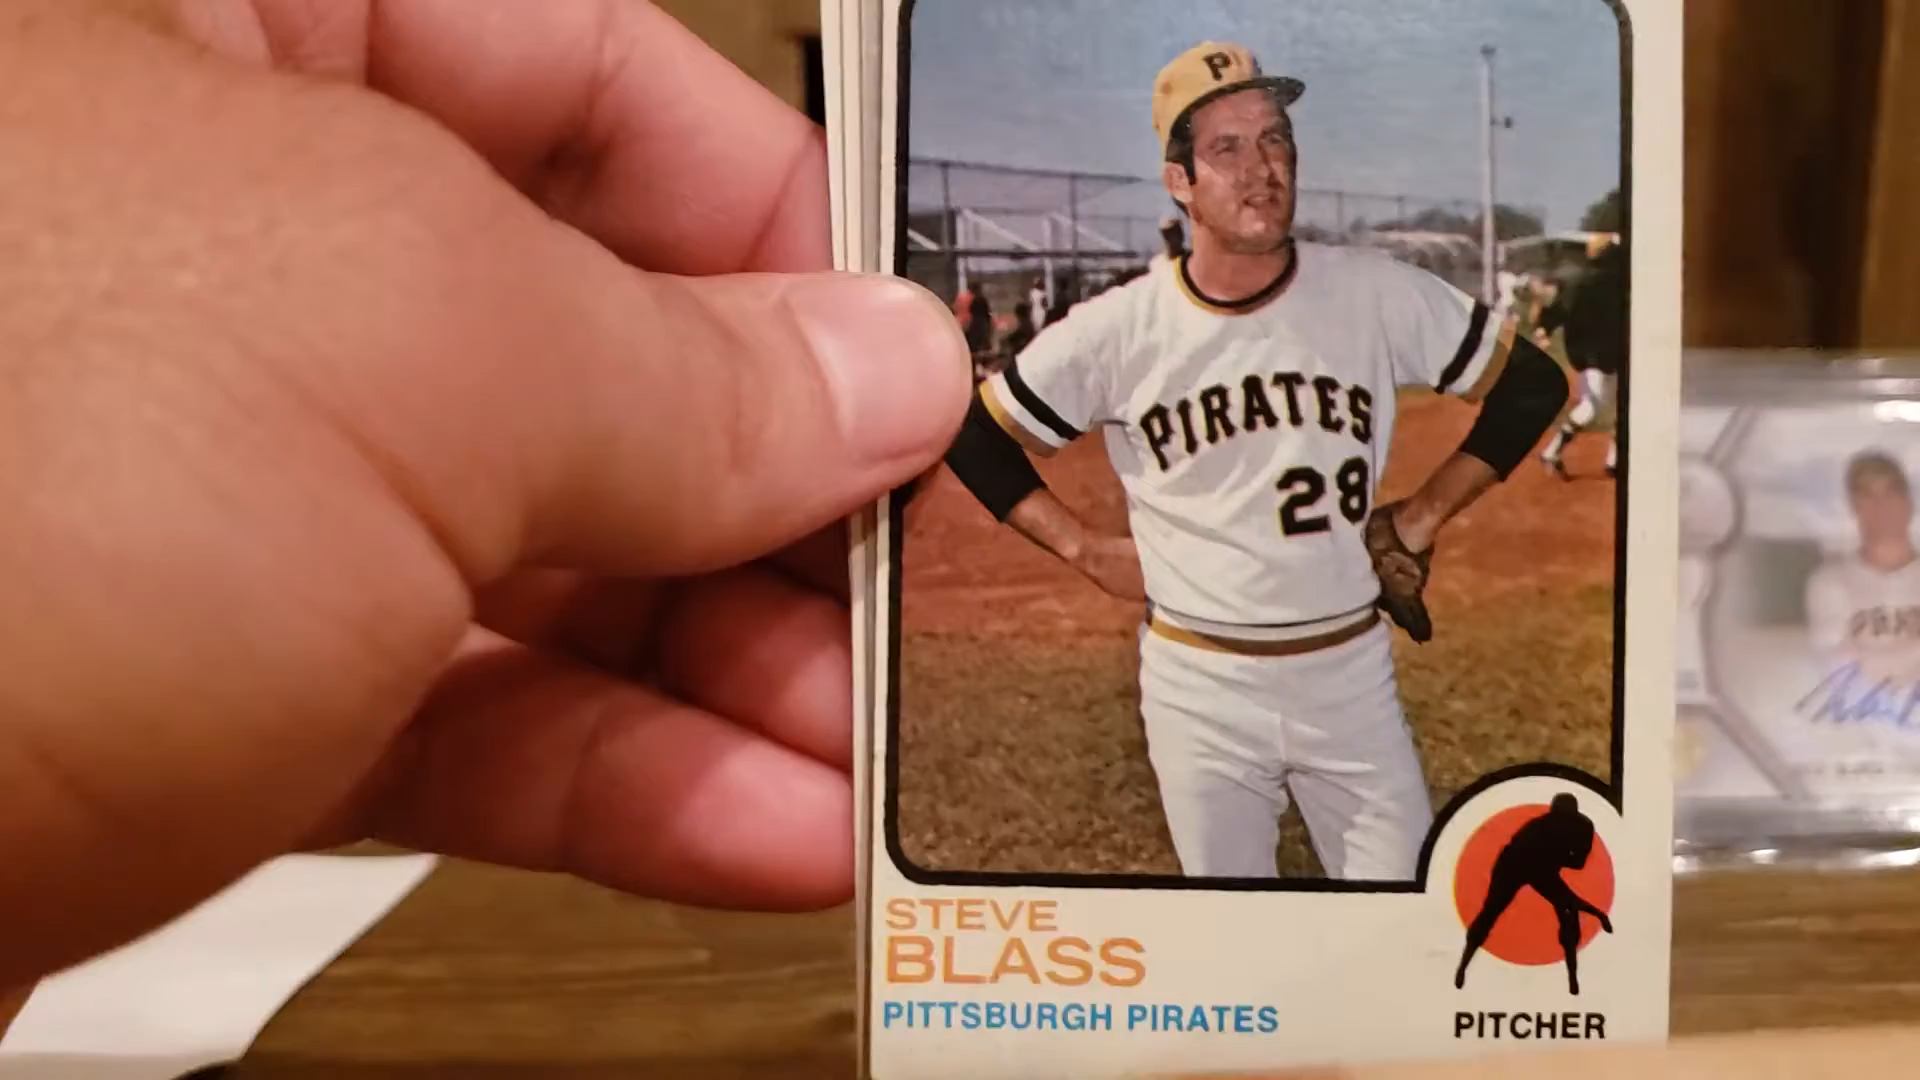 P
PIRATES
28
STEVE
BLASS
PITTSBURGH PIRATES
PITCHER